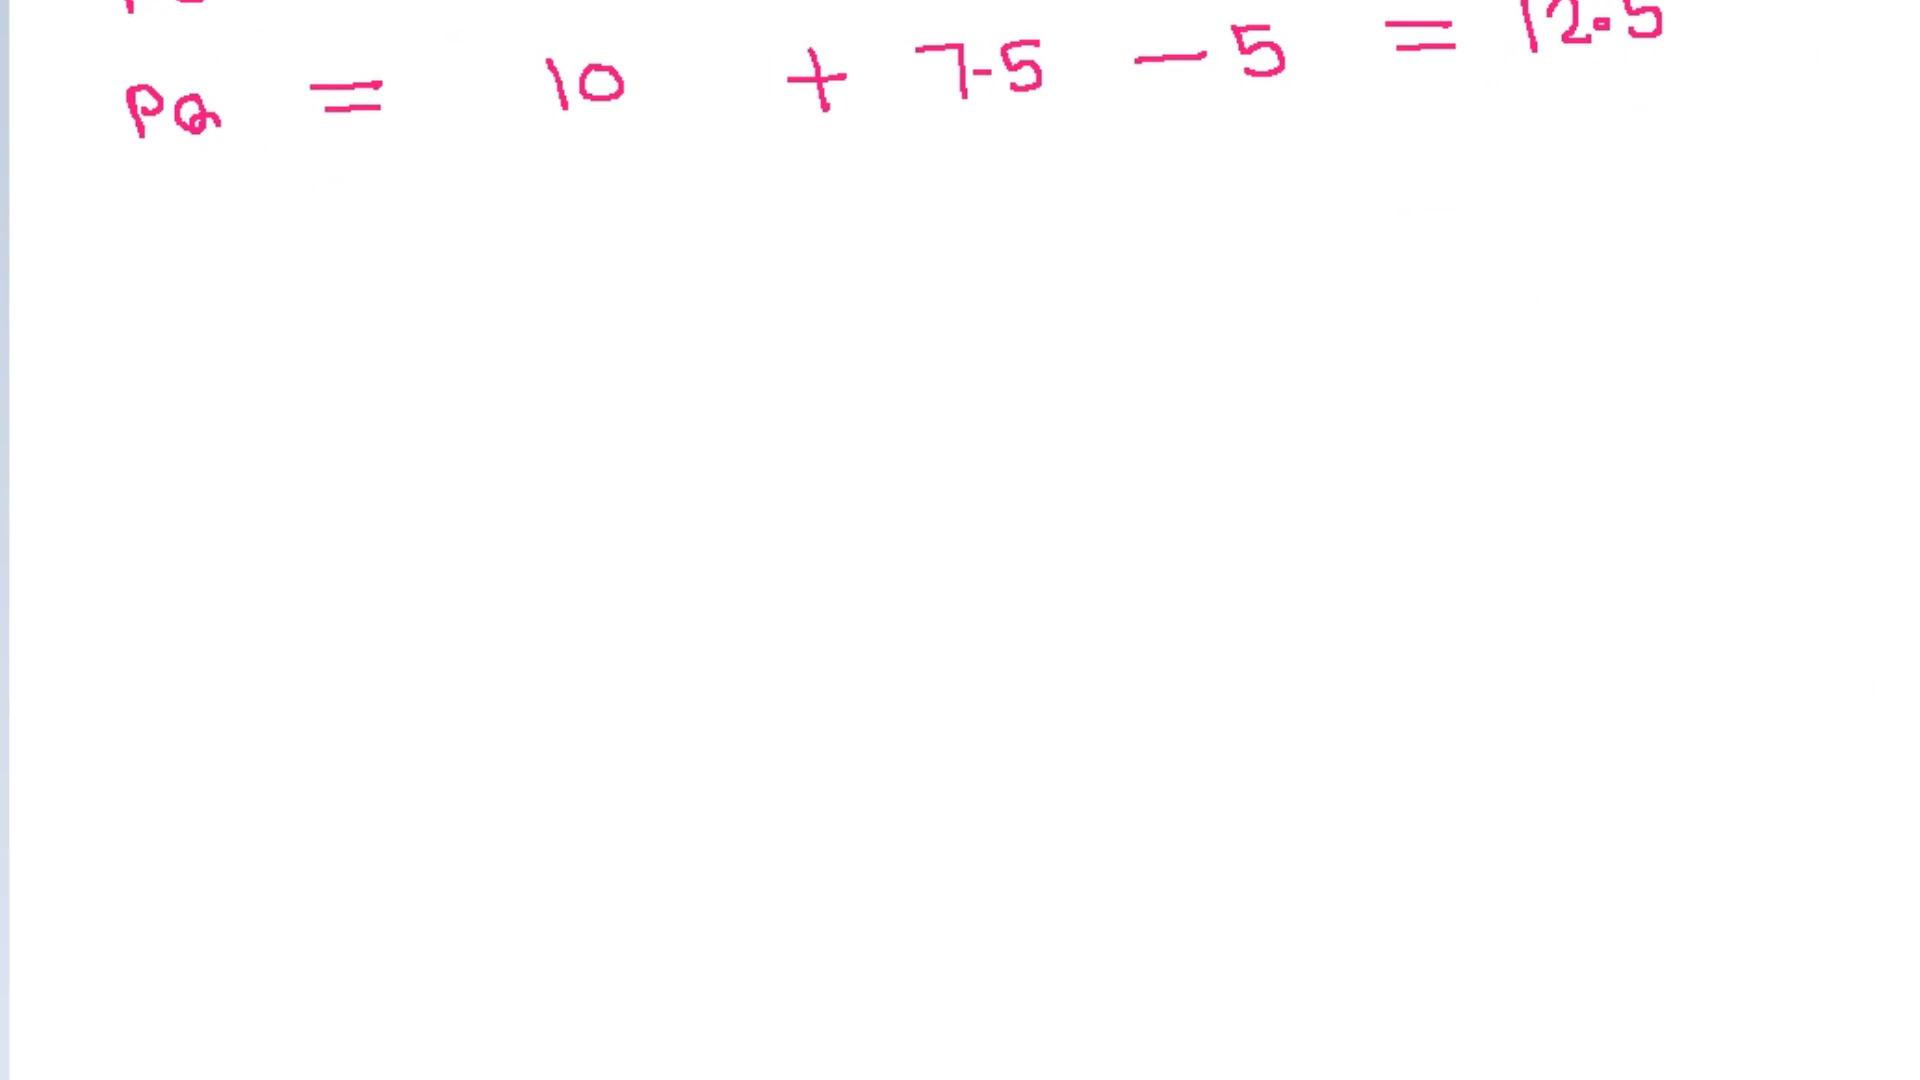 PQ = 10 + 7.5 - 5 = 12.5